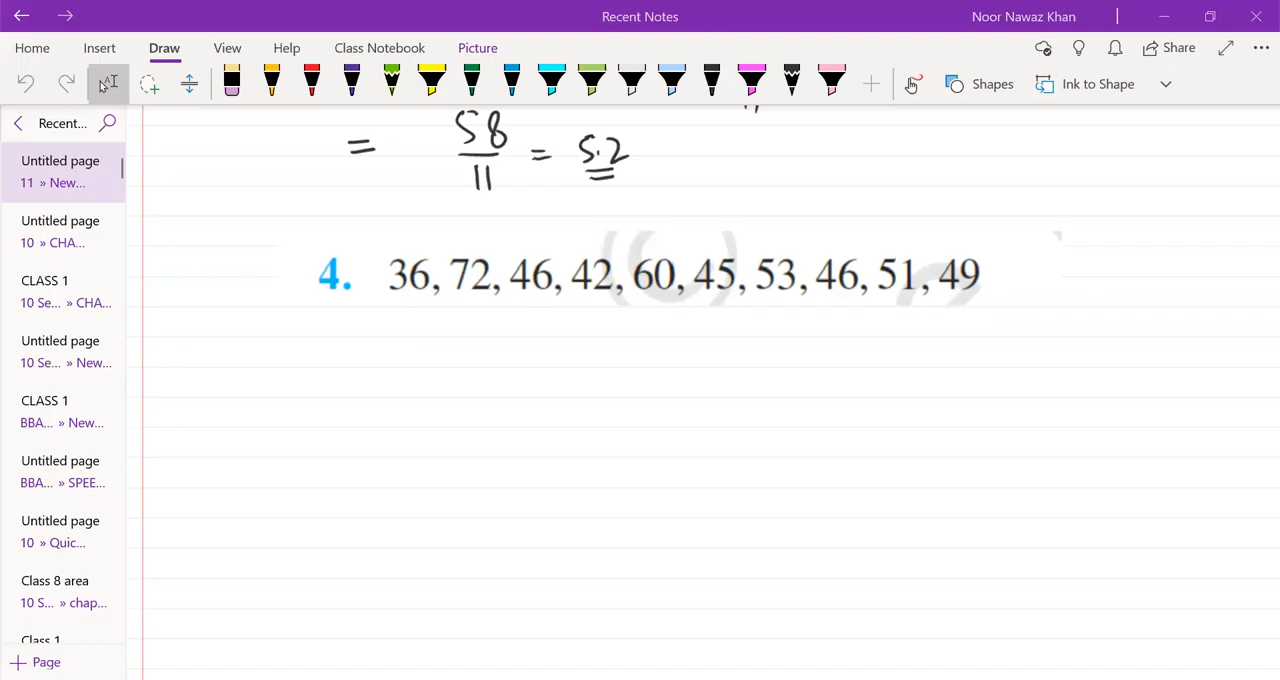 Recent Notes
Noor Nawaz Khan
Home Insert Draw View Help Class Notebook Picture
Share
Shapes
Ink to Shape
Recent...
Untitled page
11 » New...
Untitled page
10 » CHA...
CLASS 1
10 Se... » CHA...
Untitled page
10 Se... » New...
CLASS 1
BBA... » New...
Untitled page
BBA... » SPEE...
Untitled page
10 » Quic...
Class 8 area
10 S... » chap...
Class 1
+ Page
= 58/11 = 5.2
4. 36, 72, 46, 42, 60, 45, 53, 46, 51, 49